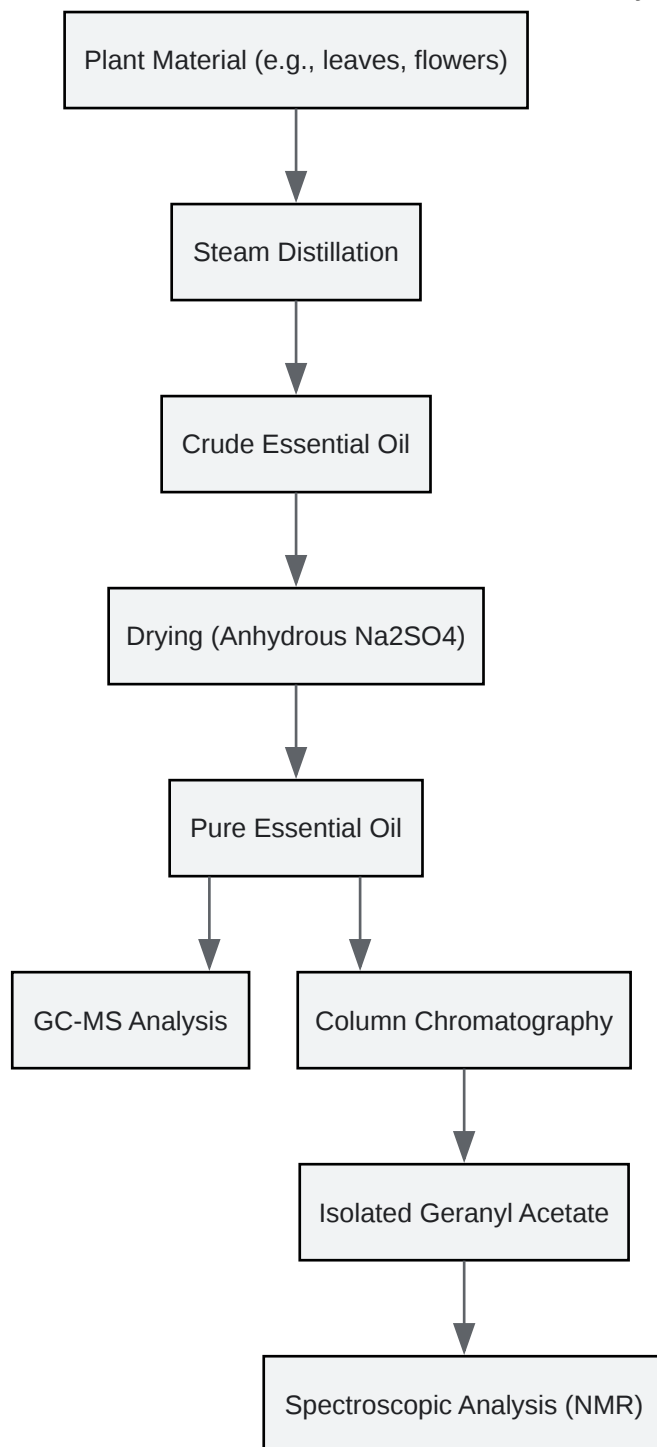 Plant Material (e.g., leaves, flowers)
Steam Distillation
Crude Essential Oil
Drying (Anhydrous Na2SO4)
Pure Essential Oil
GC-MS Analysis
Column Chromatography
Isolated Geranyl Acetate
Spectroscopic Analysis (NMR)